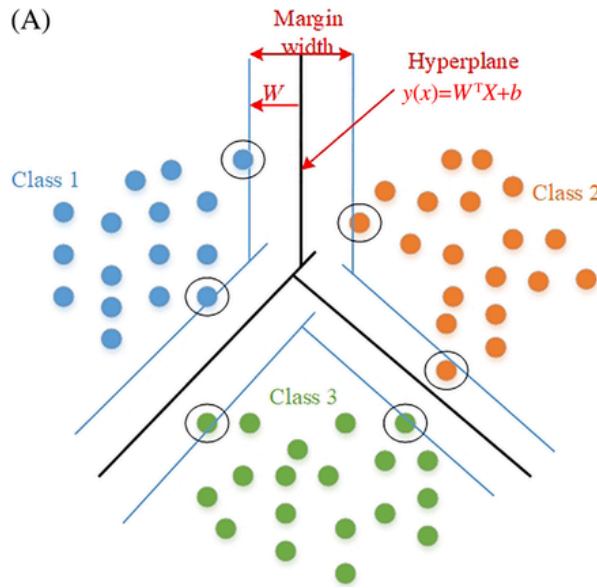 (A)
Margin
width
Hyperplane
y(x)=WᵀX+b
W
Class 1
Class 2
Class 3